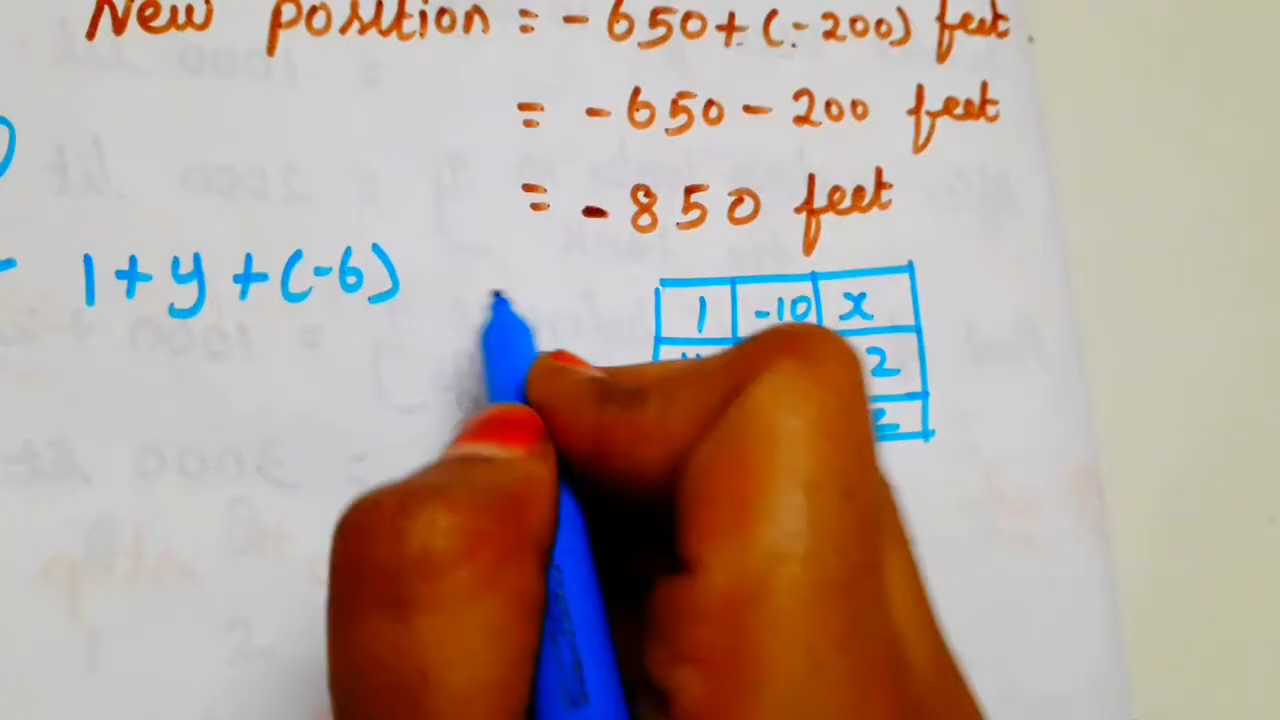 New position = -650+(-200) feet
= -650-200 feet
= -850 feet
1+y+(-6)
1 -10 x
2